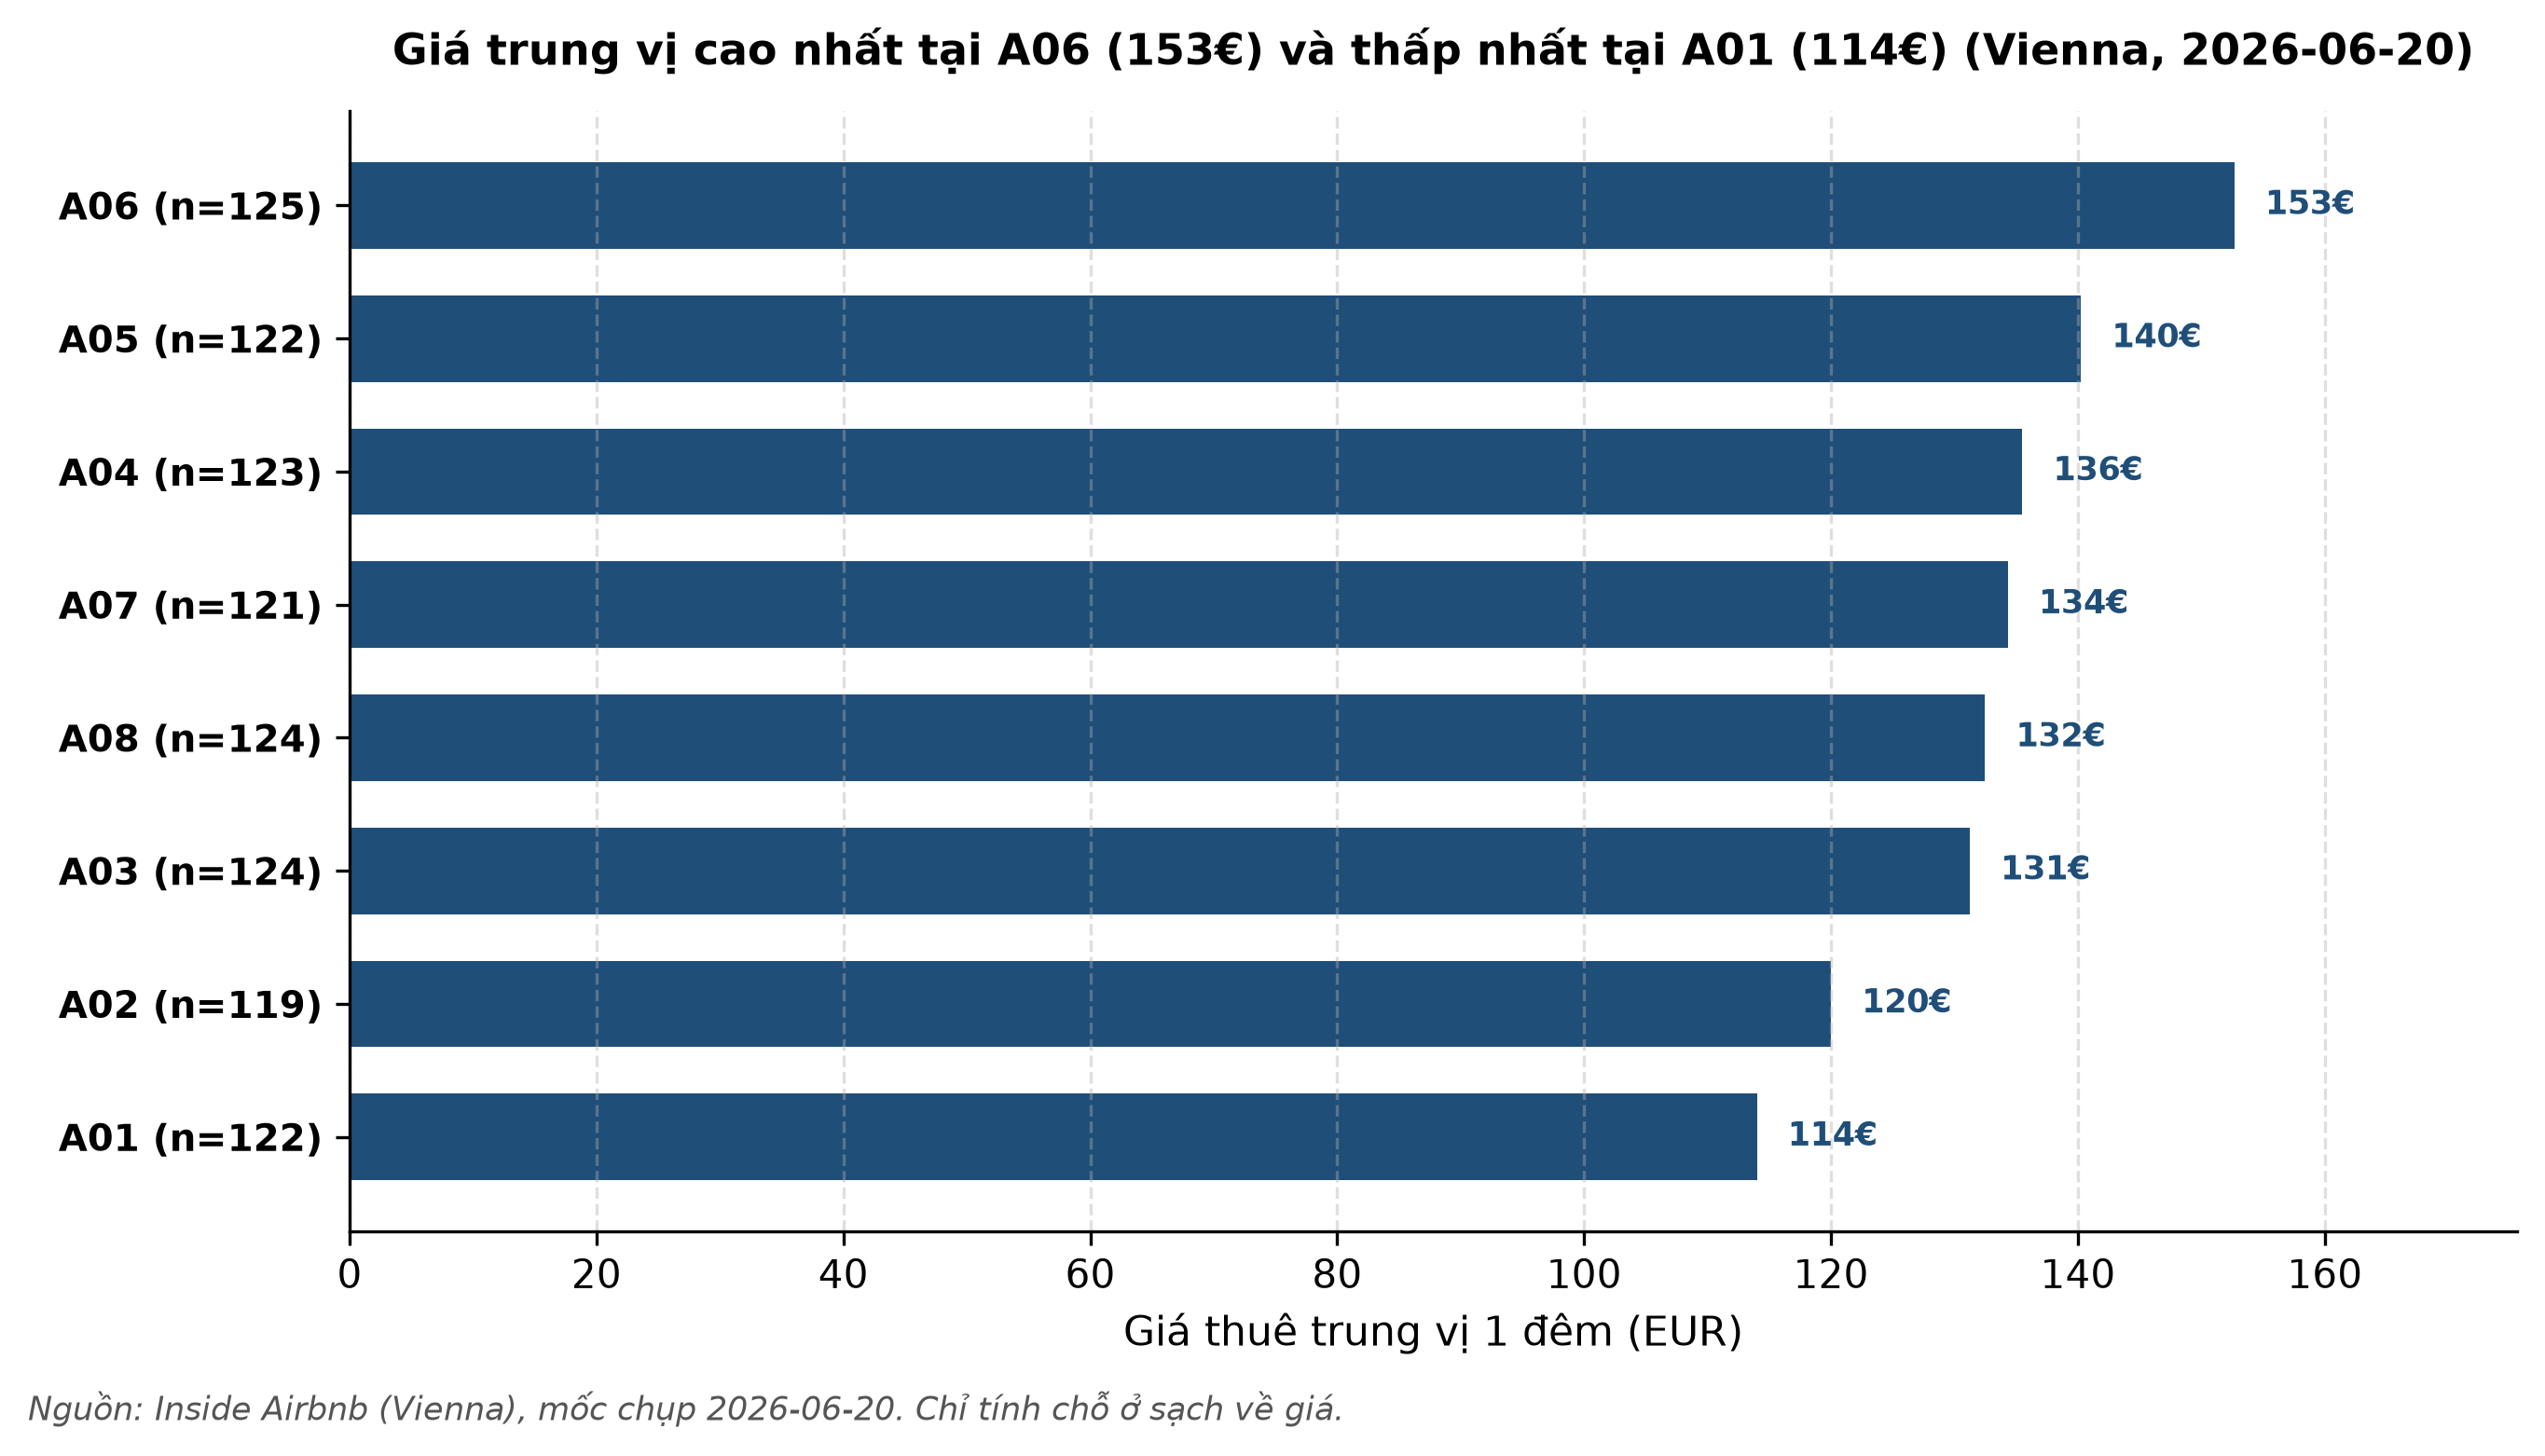 Giá trung vị cao nhất tại A06 (153€) và thấp nhất tại A01 (114€) (Vienna, 2026-06-20)
A06 (n=125) 153€
A05 (n=122) 140€
A04 (n=123) 136€
A07 (n=121) 134€
A08 (n=124) 132€
A03 (n=124) 131€
A02 (n=119) 120€
A01 (n=122) 114€
0 20 40 60 80 100 120 140 160
Giá thuê trung vị 1 đêm (EUR)
Nguồn: Inside Airbnb (Vienna), mốc chụp 2026-06-20. Chỉ tính chỗ ở sạch về giá.